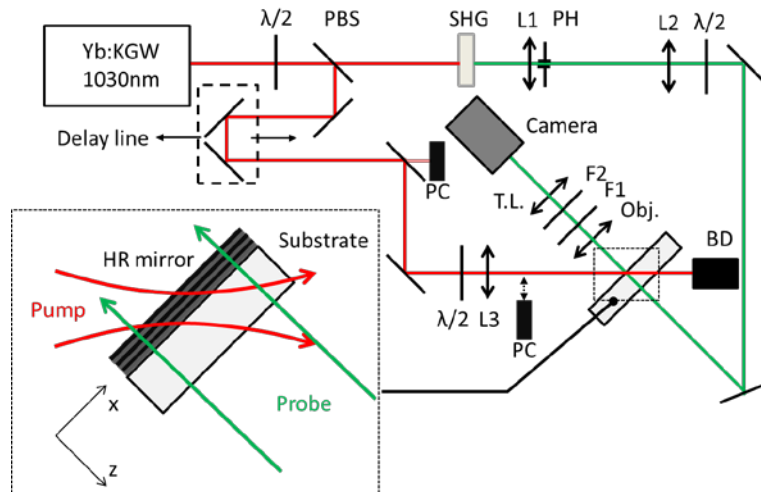 λ/2
PBS
SHG
L1
PH
L2
λ/2
Yb:KGW
1030nm
Delay line
Camera
PC
T.L.
F2
F1
Obj.
BD
HR mirror
Substrate
Pump
Probe
λ/2
L3
PC
x
z